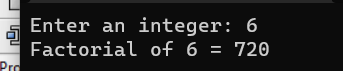 Enter an integer: 6
Factorial of 6 = 720